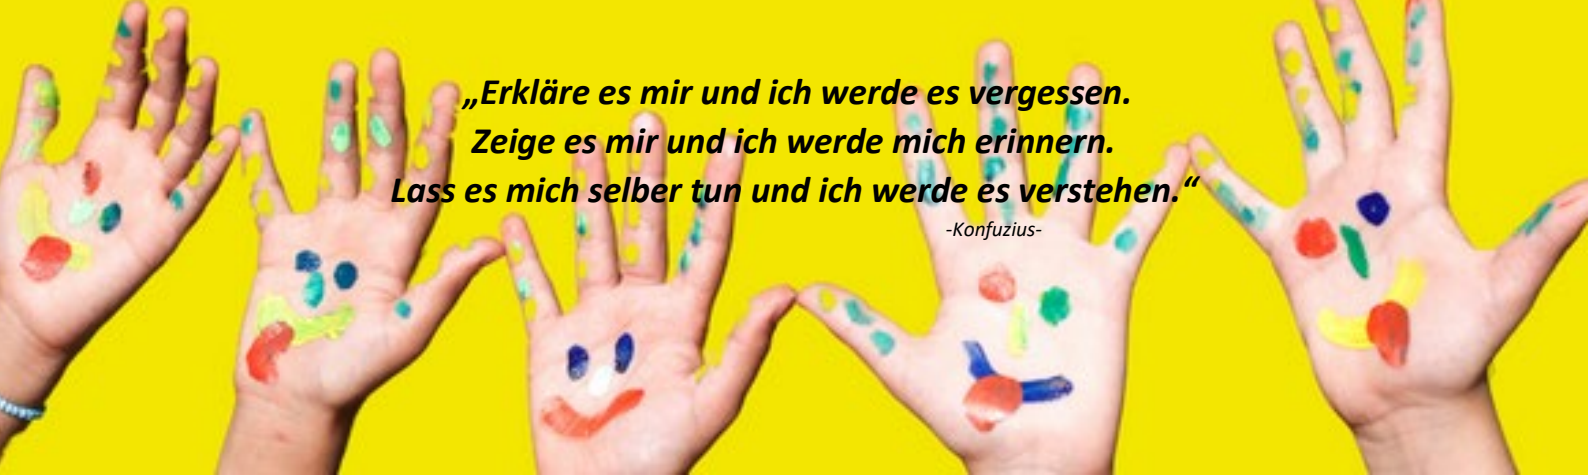 „Erkläre es mir und ich werde es vergessen.
Zeige es mir und ich werde mich erinnern.
Lass es mich selber tun und ich werde es verstehen.“
-Konfuzius-